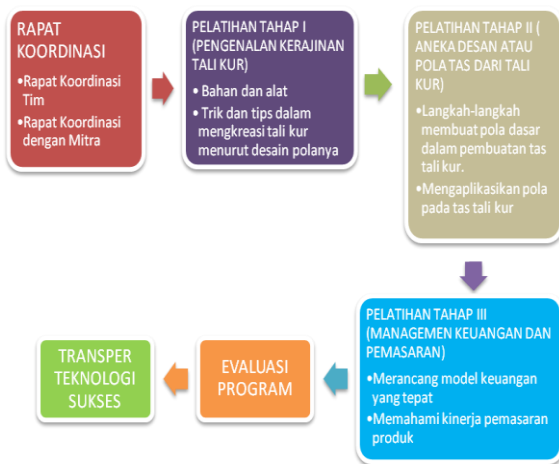 RAPAT
KOORDINASI
•Rapat Koordinasi
Tim
•Rapat Koordinasi
dengan Mitra
PELATIHAN TAHAP I
(PENGENALAN KERAJINAN
TALI KUR)
• Bahan dan alat
• Trik dan tips dalam
mengkreasi tali kur
menurut desain polanya
PELATIHAN TAHAP II (
ANEKA DESAN ATAU
POLA TAS DARI TALI
KUR)
•Langkah-langkah
membuat pola dasar
dalam pembuatan tas
tali kur.
•Mengaplikasikan pola
pada tas tali kur
PELATIHAN TAHAP III
(MANAGEMEN KEUANGAN DAN
PEMASARAN)
•Merancang model keuangan
yang tepat
•Memahami kinerja pemasaran
produk
EVALUASI
PROGRAM
TRANSPER
TEKNOLOGI
SUKSES